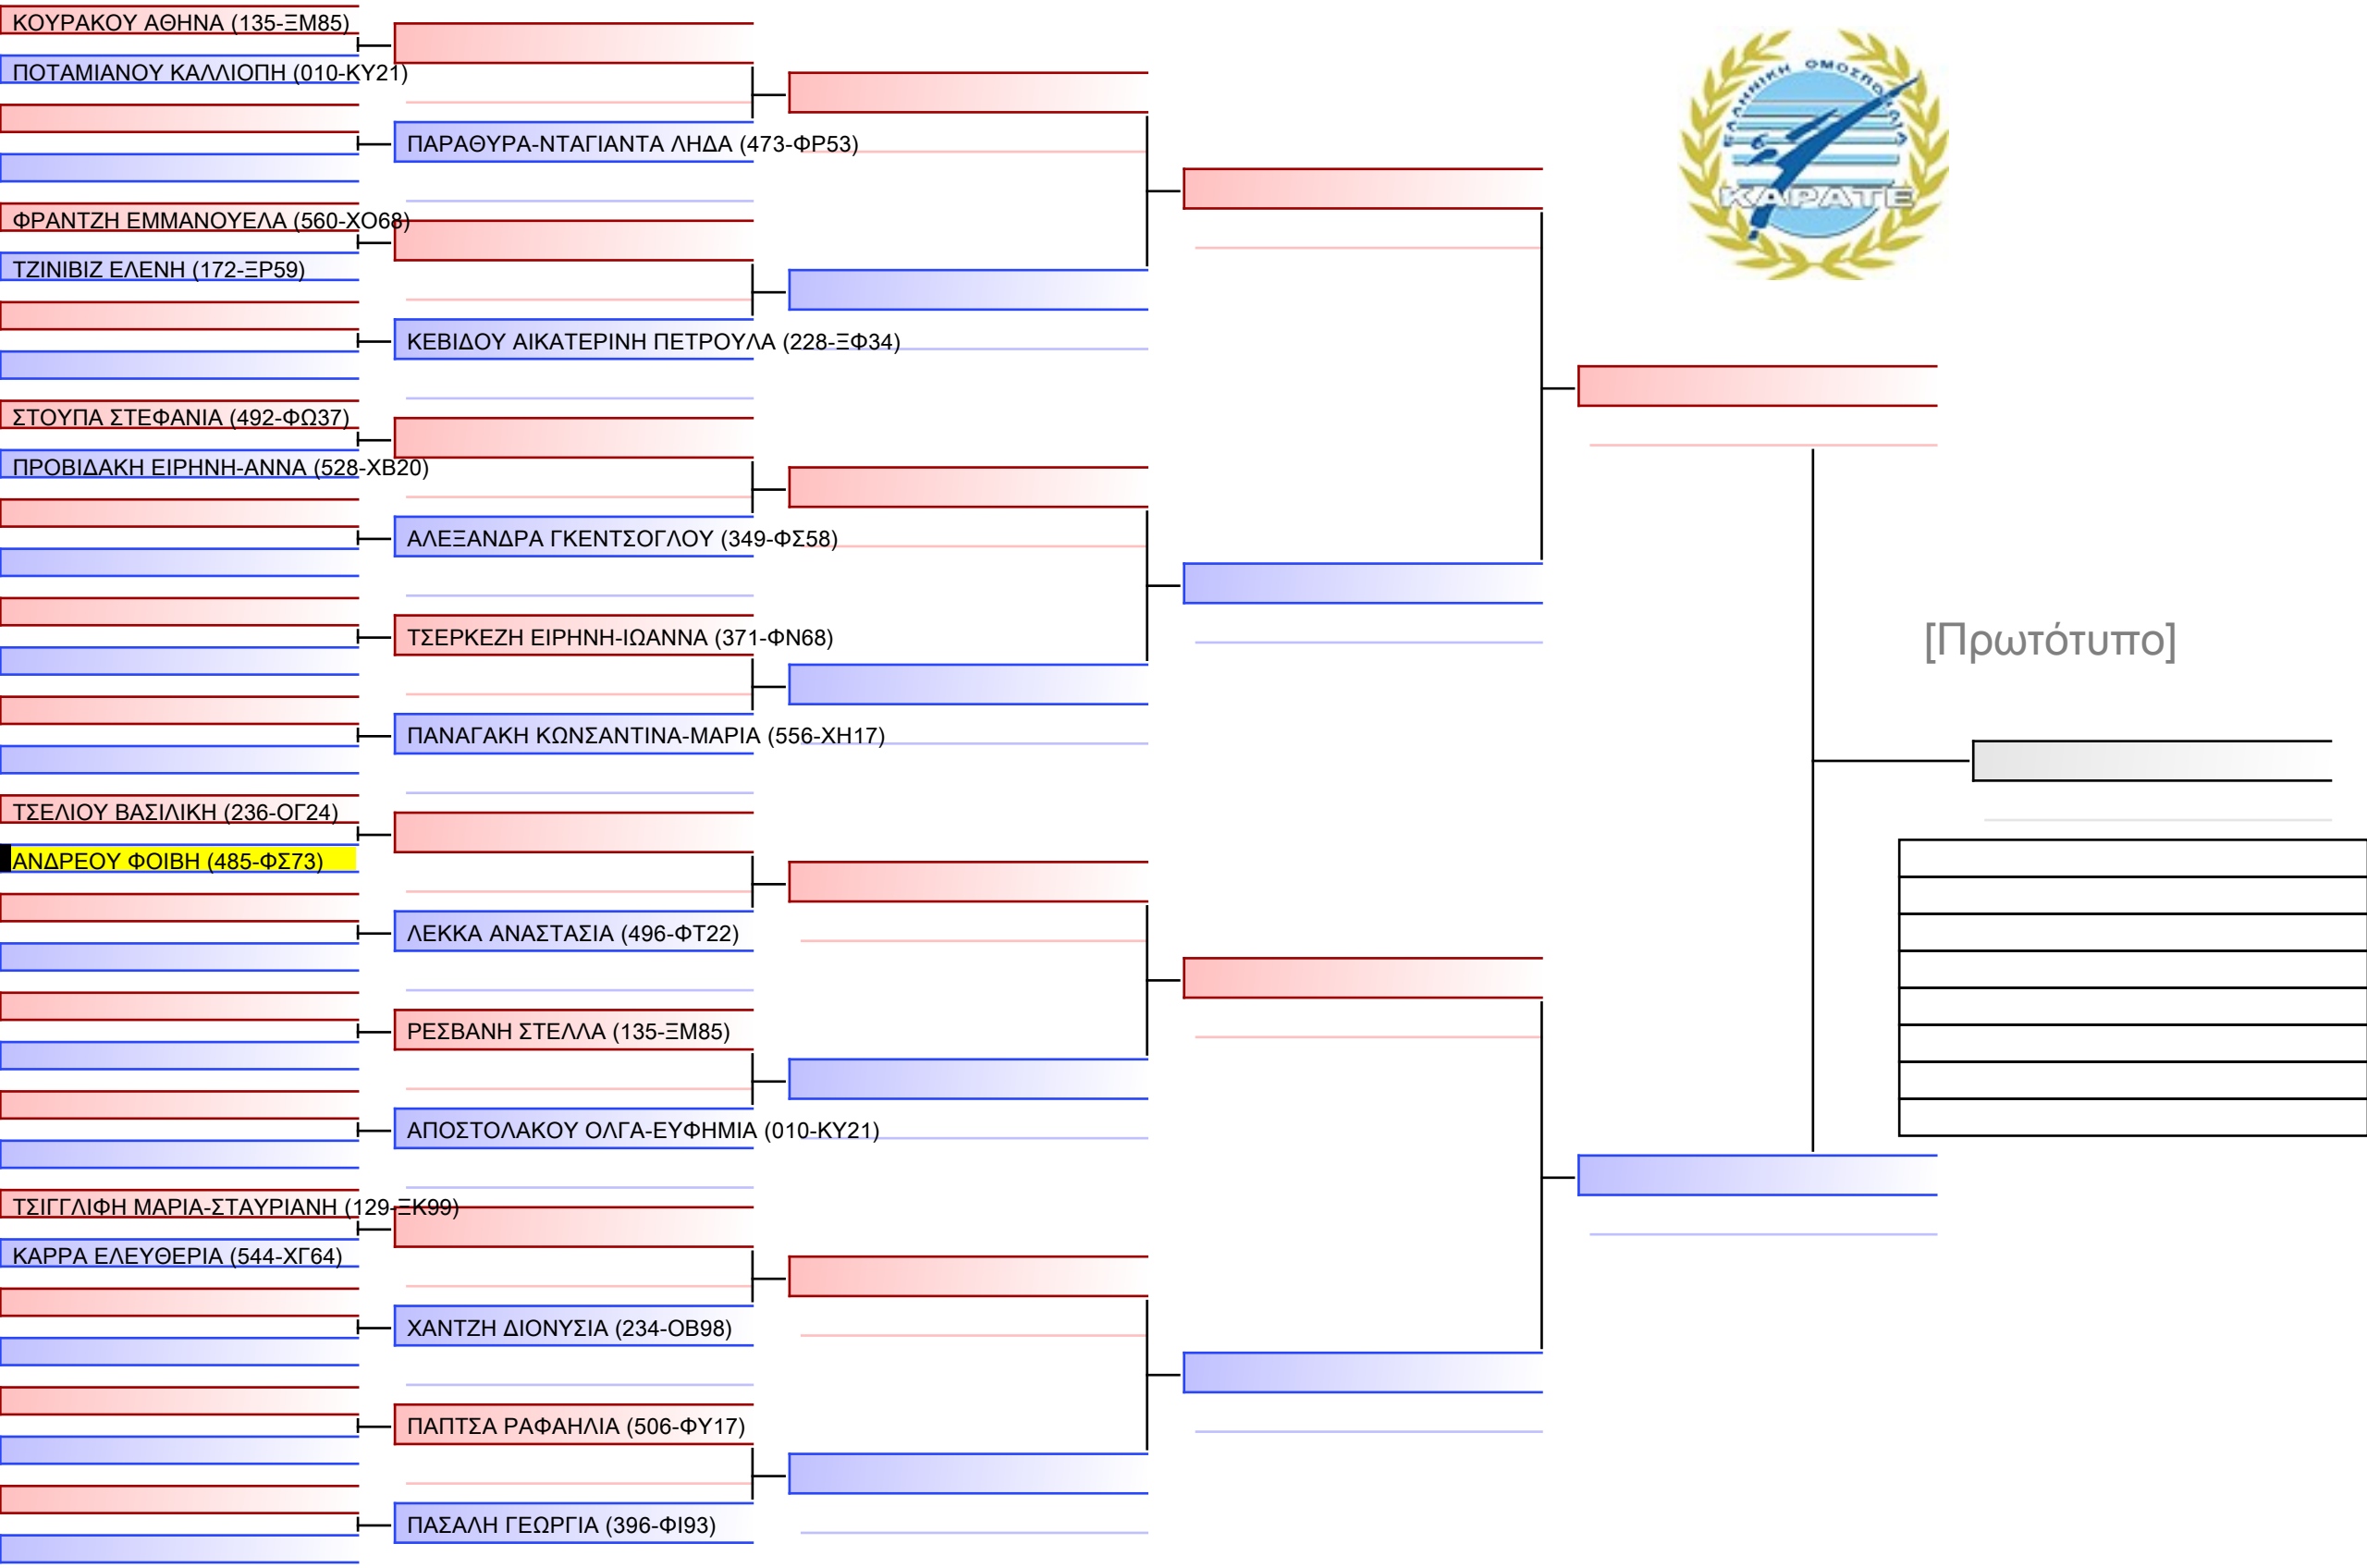 ΚΟΥΡΑΚΟΥ ΑΘΗΝΑ (135-ΞΜ85)
ΠΟΤΑΜΙΑΝΟΥ ΚΑΛΛΙΟΠΗ (010-ΚΥ21)
ΦΡΑΝΤΖΗ ΕΜΜΑΝΟΥΕΛΑ (560-ΧΟ68)
ΤΖΙΝΙΒΙΖ ΕΛΕΝΗ (172-ΞΡ59)
ΣΤΟΥΠΑ ΣΤΕΦΑΝΙΑ (492-ΦΩ37)
ΠΡΟΒΙΔΑΚΗ ΕΙΡΗΝΗ-ΑΝΝΑ (528-ΧΒ20)
ΤΣΕΛΙΟΥ ΒΑΣΙΛΙΚΗ (236-ΟΓ24)
ΑΝΔΡΕΟΥ ΦΟΙΒΗ (485-ΦΣ73)
ΤΣΙΓΓΛΙΦΗ ΜΑΡΙΑ-ΣΤΑΥΡΙΑΝΗ (129-ΞΚ99)
ΚΑΡΡΑ ΕΛΕΥΘΕΡΙΑ (544-ΧΓ64)
ΠΑΡΑΘΥΡΑ-ΝΤΑΓΙΑΝΤΑ ΛΗΔΑ (473-ΦΡ53)
ΚΕΒΙΔΟΥ ΑΙΚΑΤΕΡΙΝΗ ΠΕΤΡΟΥΛΑ (228-ΞΦ34)
ΑΛΕΞΑΝΔΡΑ ΓΚΕΝΤΣΟΓΛΟΥ (349-ΦΣ58)
ΤΣΕΡΚΕΖΗ ΕΙΡΗΝΗ-ΙΩΑΝΝΑ (371-ΦΝ68)
ΠΑΝΑΓΑΚΗ ΚΩΝΣΑΝΤΙΝΑ-ΜΑΡΙΑ (556-ΧΗ17)
ΛΕΚΚΑ ΑΝΑΣΤΑΣΙΑ (496-ΦΤ22)
ΡΕΣΒΑΝΗ ΣΤΕΛΛΑ (135-ΞΜ85)
ΑΠΟΣΤΟΛΑΚΟΥ ΟΛΓΑ-ΕΥΦΗΜΙΑ (010-ΚΥ21)
ΧΑΝΤΖΗ ΔΙΟΝΥΣΙΑ (234-ΟΒ98)
ΠΑΠΤΣΑ ΡΑΦΑΗΛΙΑ (506-ΦΥ17)
ΠΑΣΑΛΗ ΓΕΩΡΓΙΑ (396-ΦΙ93)
ΕΛΛΗΝΙΚΗ ΟΜΟΣΠΟΝΔΙΑ
ΚΑΡΑΤΕ
[Πρωτότυπο]